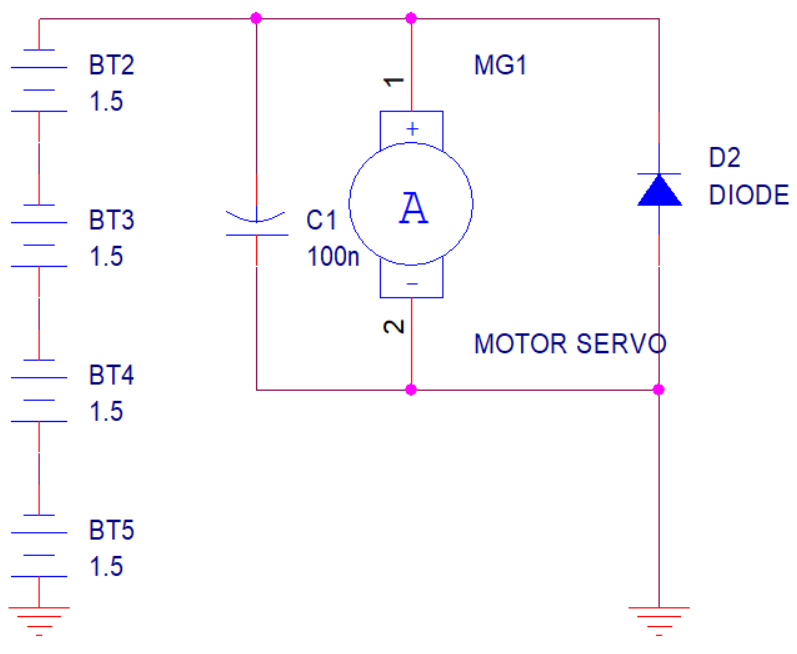 BT2
1.5
BT3
1.5
BT4
1.5
BT5
1.5
C1
100n
1
MG1
+
A
-
2
MOTOR SERVO
D2
DIODE